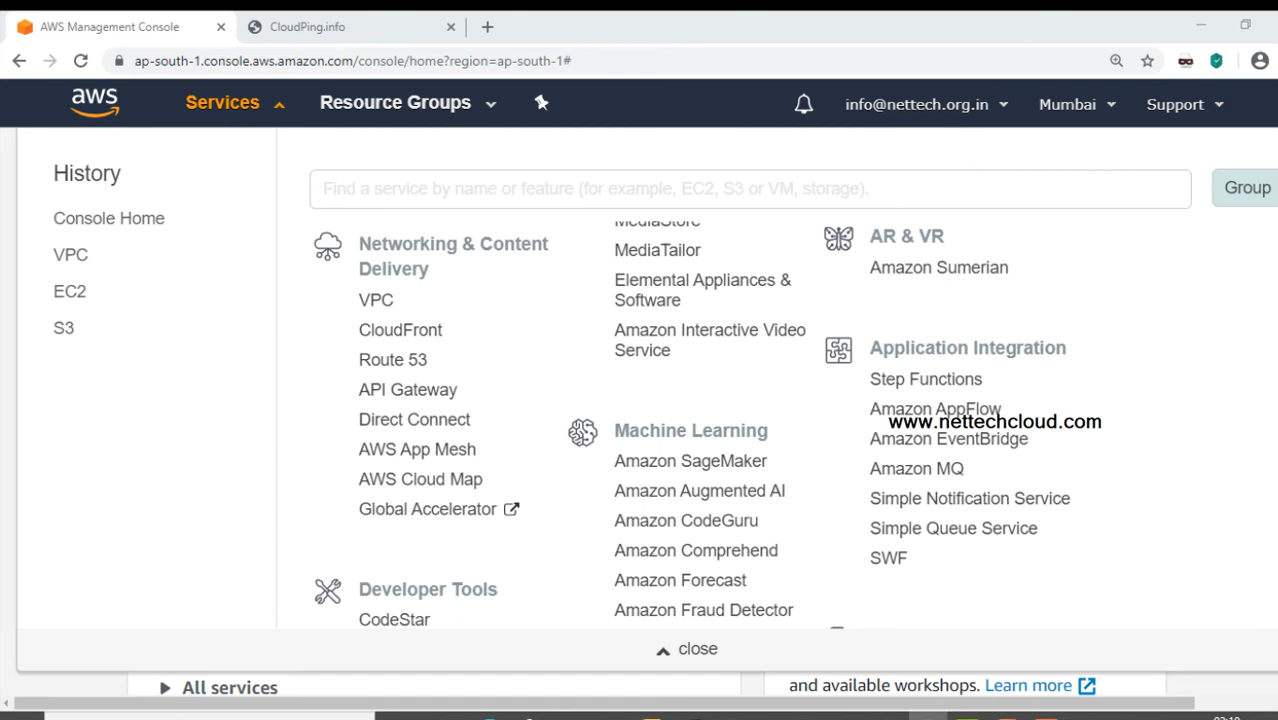 AWS Management Console
CloudPing.info
ap-south-1.console.aws.amazon.com/console/home?region=ap-south-1#
aws
Services
Resource Groups
info@nettech.org.in
Mumbai
Support
History
Console Home
VPC
EC2
S3
Find a service by name or feature (for example, EC2, S3 or VM, storage).
Group
Networking & Content
Delivery
VPC
CloudFront
Route 53
API Gateway
Direct Connect
AWS App Mesh
AWS Cloud Map
Global Accelerator
Developer Tools
CodeStar
MediaStore
MediaTailor
Elemental Appliances &
Software
Amazon Interactive Video
Service
Machine Learning
Amazon SageMaker
Amazon Augmented AI
Amazon CodeGuru
Amazon Comprehend
Amazon Forecast
Amazon Fraud Detector
AR & VR
Amazon Sumerian
Application Integration
Step Functions
Amazon AppFlow
www.nettechcloud.com
Amazon EventBridge
Amazon MQ
Simple Notification Service
Simple Queue Service
SWF
close
All services
and available workshops. Learn more